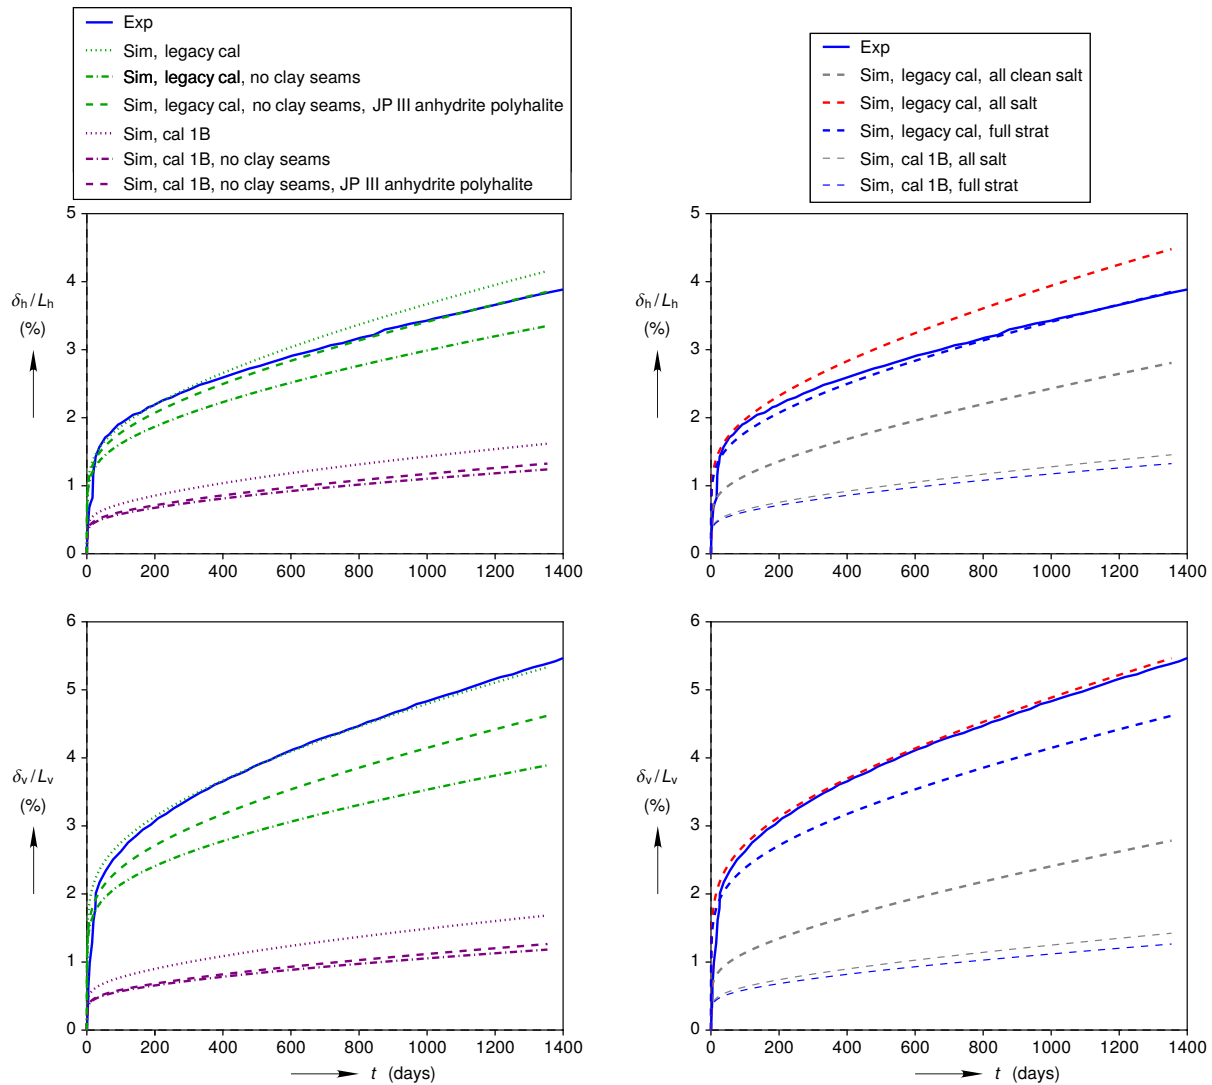 Exp
Sim, legacy cal
Sim, legacy cal, no clay seams
Sim, legacy cal, no clay seams, JP III anhydrite polyhalite
Sim, cal 1B
Sim, cal 1B, no clay seams
Sim, cal 1B, no clay seams, JP III anhydrite polyhalite
5
4
3
2
1
0
δh/Lh
(%)
0 200 400 600 800 1000 1200 1400
Exp
Sim, legacy cal, all clean salt
Sim, legacy cal, all salt
Sim, legacy cal, full strat
Sim, cal 1B, all salt
Sim, cal 1B, full strat
5
4
3
2
1
0
δh/Lh
(%)
0 200 400 600 800 1000 1200 1400
6
5
4
3
2
1
0
δv/Lv
(%)
0 200 400 600 800 1000 1200 1400
t (days)
6
5
4
3
2
1
0
δv/Lv
(%)
0 200 400 600 800 1000 1200 1400
t (days)